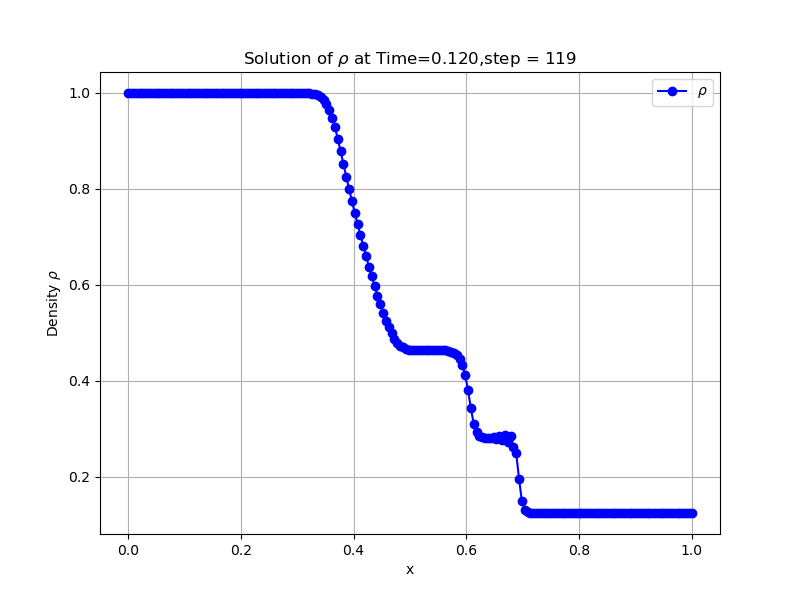 Solution of ρ at Time=0.120,step = 119
ρ
1.0
0.8
0.6
0.4
0.2
Density ρ
0.0
0.2
0.4
0.6
0.8
1.0
x